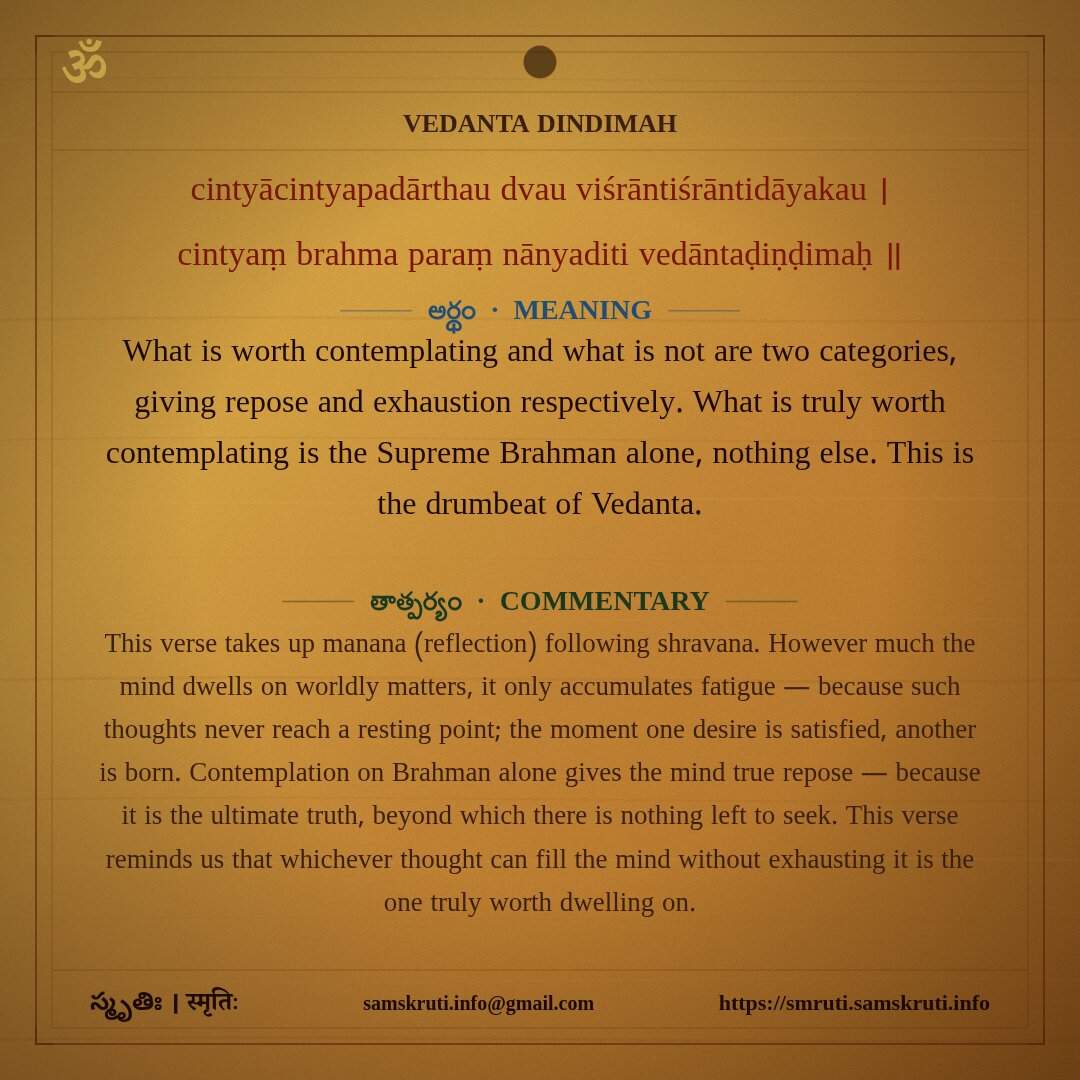 ॐ
VEDANTA DINDIMAH
cintyācintyapadārthau dvau viśrāntiśrāntidāyakau |
cintyaṃ brahma paraṃ nānyaditi vedāntaḍiṇḍimaḥ ||
అర్థం · MEANING
What is worth contemplating and what is not are two categories,
giving repose and exhaustion respectively. What is truly worth
contemplating is the Supreme Brahman alone, nothing else. This is
the drumbeat of Vedanta.
తాత్పర్యం · COMMENTARY
This verse takes up manana (reflection) following shravana. However much the
mind dwells on worldly matters, it only accumulates fatigue — because such
thoughts never reach a resting point; the moment one desire is satisfied, another
is born. Contemplation on Brahman alone gives the mind true repose — because
it is the ultimate truth, beyond which there is nothing left to seek. This verse
reminds us that whichever thought can fill the mind without exhausting it is the
one truly worth dwelling on.
స్మృతిః | स्मृतिः samskruti.info@gmail.com https://smruti.samskruti.info